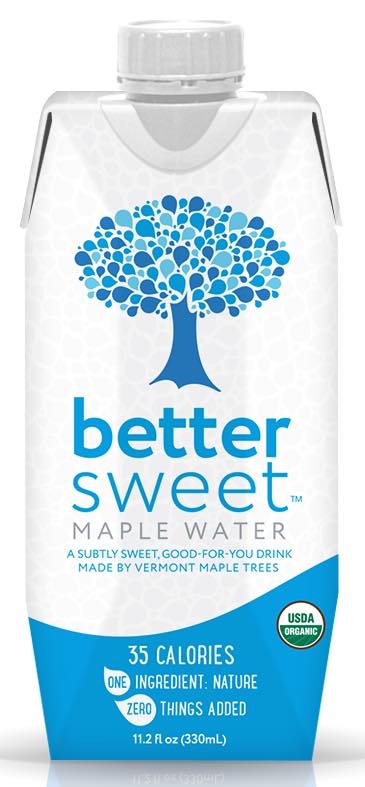 better
sweet™
MAPLE WATER
A SUBTLY SWEET, GOOD-FOR-YOU DRINK
MADE BY VERMONT MAPLE TREES
USDA
ORGANIC
35 CALORIES
ONE INGREDIENT: NATURE
ZERO THINGS ADDED
11.2 fl oz (330mL)